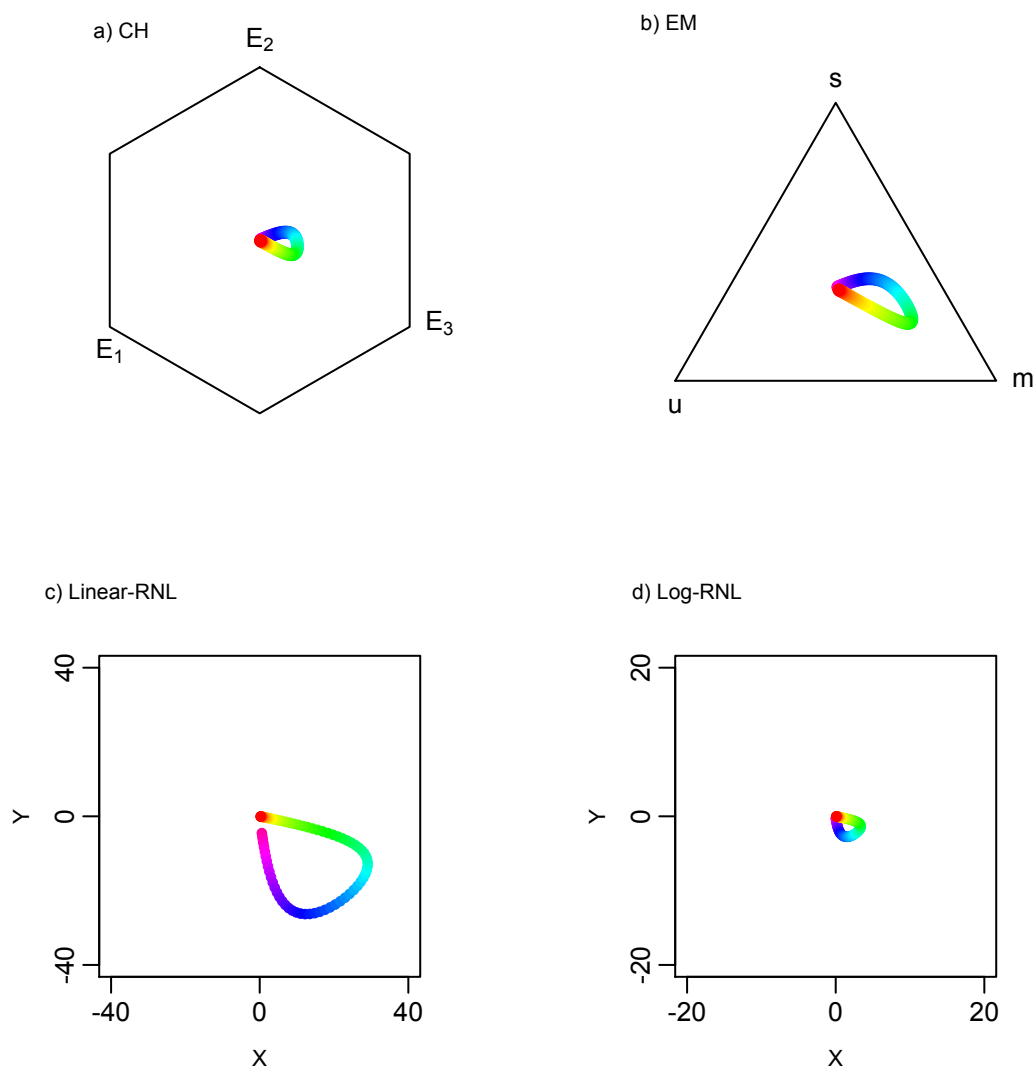 a) CH
E₂
E₁
E₃
b) EM
s
u
m
c) Linear-RNL
40
0
-40
Y
-40 0 40
X
d) Log-RNL
20
0
-20
Y
-20 0 20
X